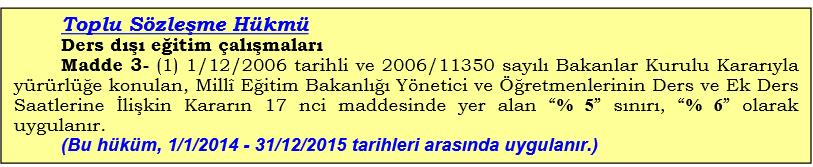 Toplu Sözleşme Hükmü
Ders dışı eğitim çalışmaları
Madde 3- (1) 1/12/2006 tarihli ve 2006/11350 sayılı Bakanlar Kurulu Kararıyla
yürürlüğe konulan, Millî Eğitim Bakanlığı Yönetici ve Öğretmenlerinin Ders ve Ek Ders
Saatlerine İlişkin Kararın 17 nci maddesinde yer alan “% 5” sınırı, “% 6” olarak
uygulanır.
(Bu hüküm, 1/1/2014 - 31/12/2015 tarihleri arasında uygulanır.)